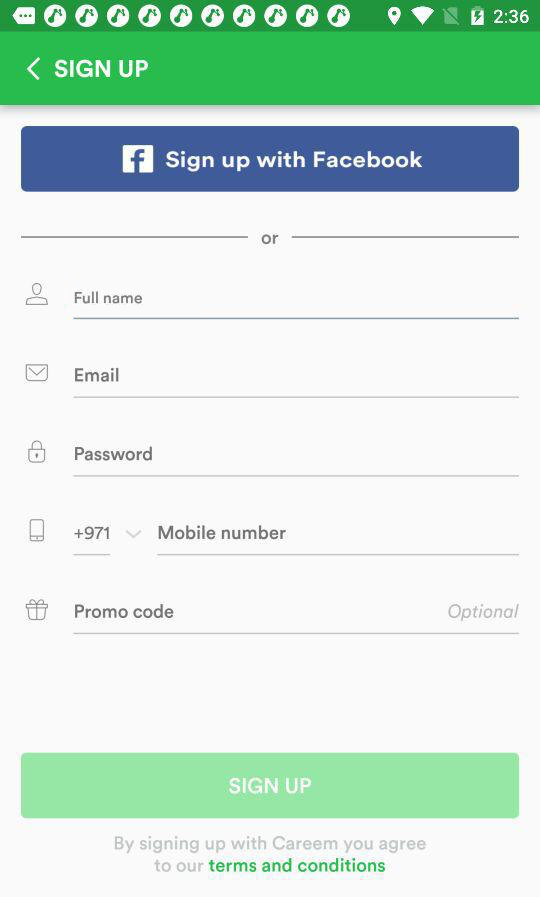 2:36
SIGN UP
Sign up with Facebook
or
Full name
Email
Password
+971 Mobile number
Promo code Optional
SIGN UP
By signing up with Careem you agree
to our terms and conditions